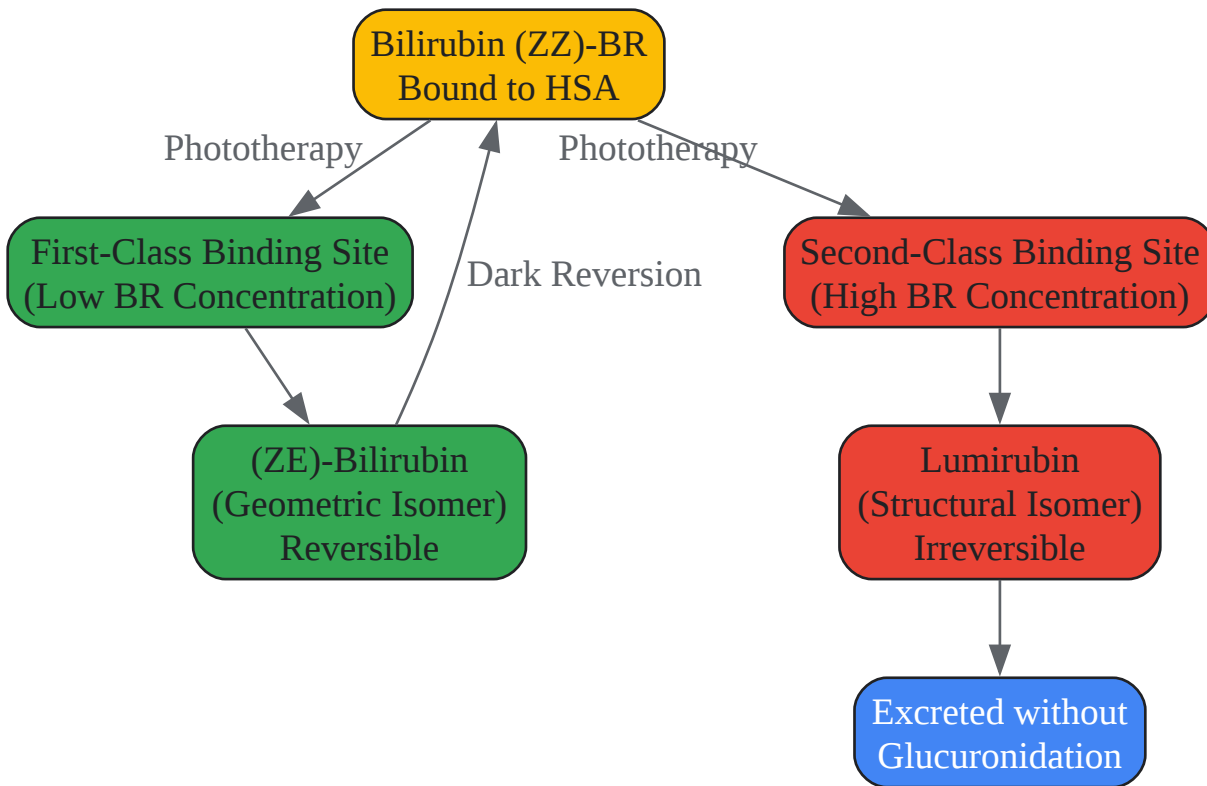 Bilirubin (ZZ)-BR
Bound to HSA
Phototherapy
Phototherapy
First-Class Binding Site
(Low BR Concentration)
Dark Reversion
Second-Class Binding Site
(High BR Concentration)
(ZE)-Bilirubin
(Geometric Isomer)
Reversible
Lumirubin
(Structural Isomer)
Irreversible
Excreted without
Glucuronidation